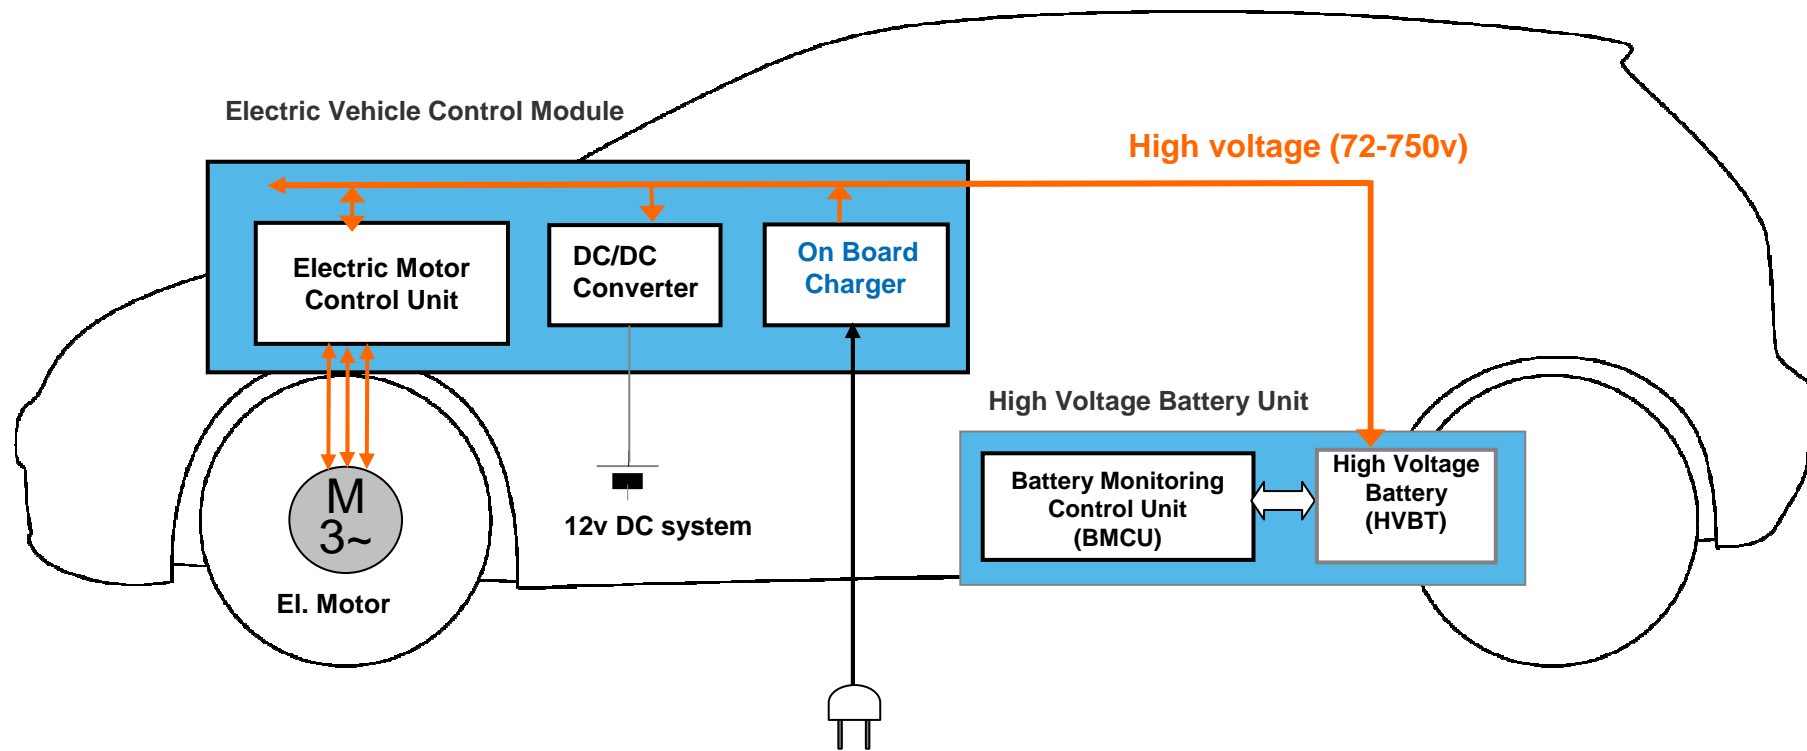 Electric Vehicle Control Module
High voltage (72-750v)
Electric Motor
Control Unit
DC/DC
Converter
On Board
Charger
High Voltage Battery Unit
Battery Monitoring
Control Unit
(BMCU)
High Voltage
Battery
(HVBT)
M
3~
El. Motor
12v DC system